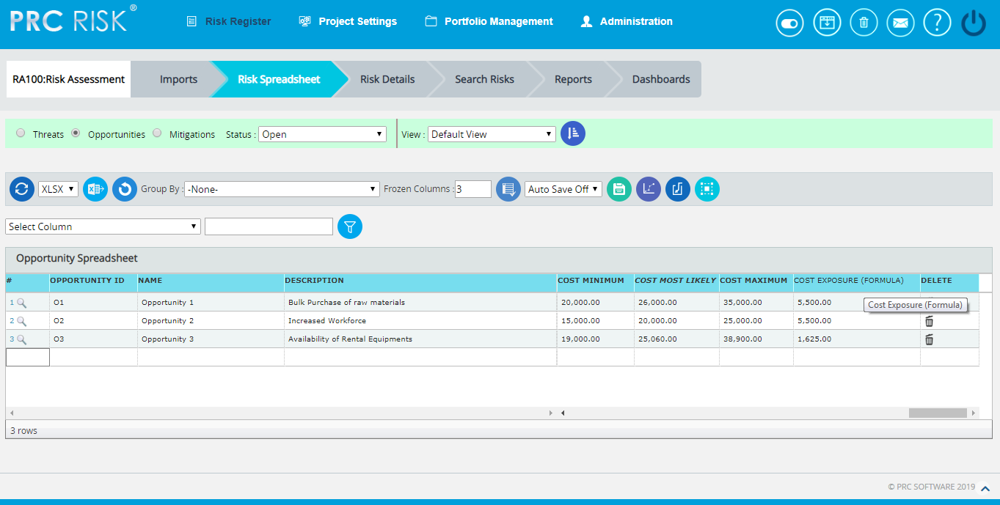 PRC RISK®
Risk Register Project Settings Portfolio Management Administration ?
RA100:Risk Assessment Imports Risk Spreadsheet Risk Details Search Risks Reports Dashboards
Threats Opportunities Mitigations Status : Open View : Default View
XLSX Group By : -None- Frozen Columns : 3 Auto Save Off
Select Column
Opportunity Spreadsheet
# OPPORTUNITY ID NAME DESCRIPTION COST MINIMUM COST MOST LIKELY COST MAXIMUM COST EXPOSURE (FORMULA) DELETE
1 O1 Opportunity 1 Bulk Purchase of raw materials 20,000.00 26,000.00 35,000.00 5,500.00
Cost Exposure (Formula)
2 O2 Opportunity 2 Increased Workforce 15,000.00 20,000.00 25,000.00 5,500.00
3 O3 Opportunity 3 Availability of Rental Equipments 19,000.00 25,060.00 38,900.00 1,625.00
3 rows
© PRC SOFTWARE 2019